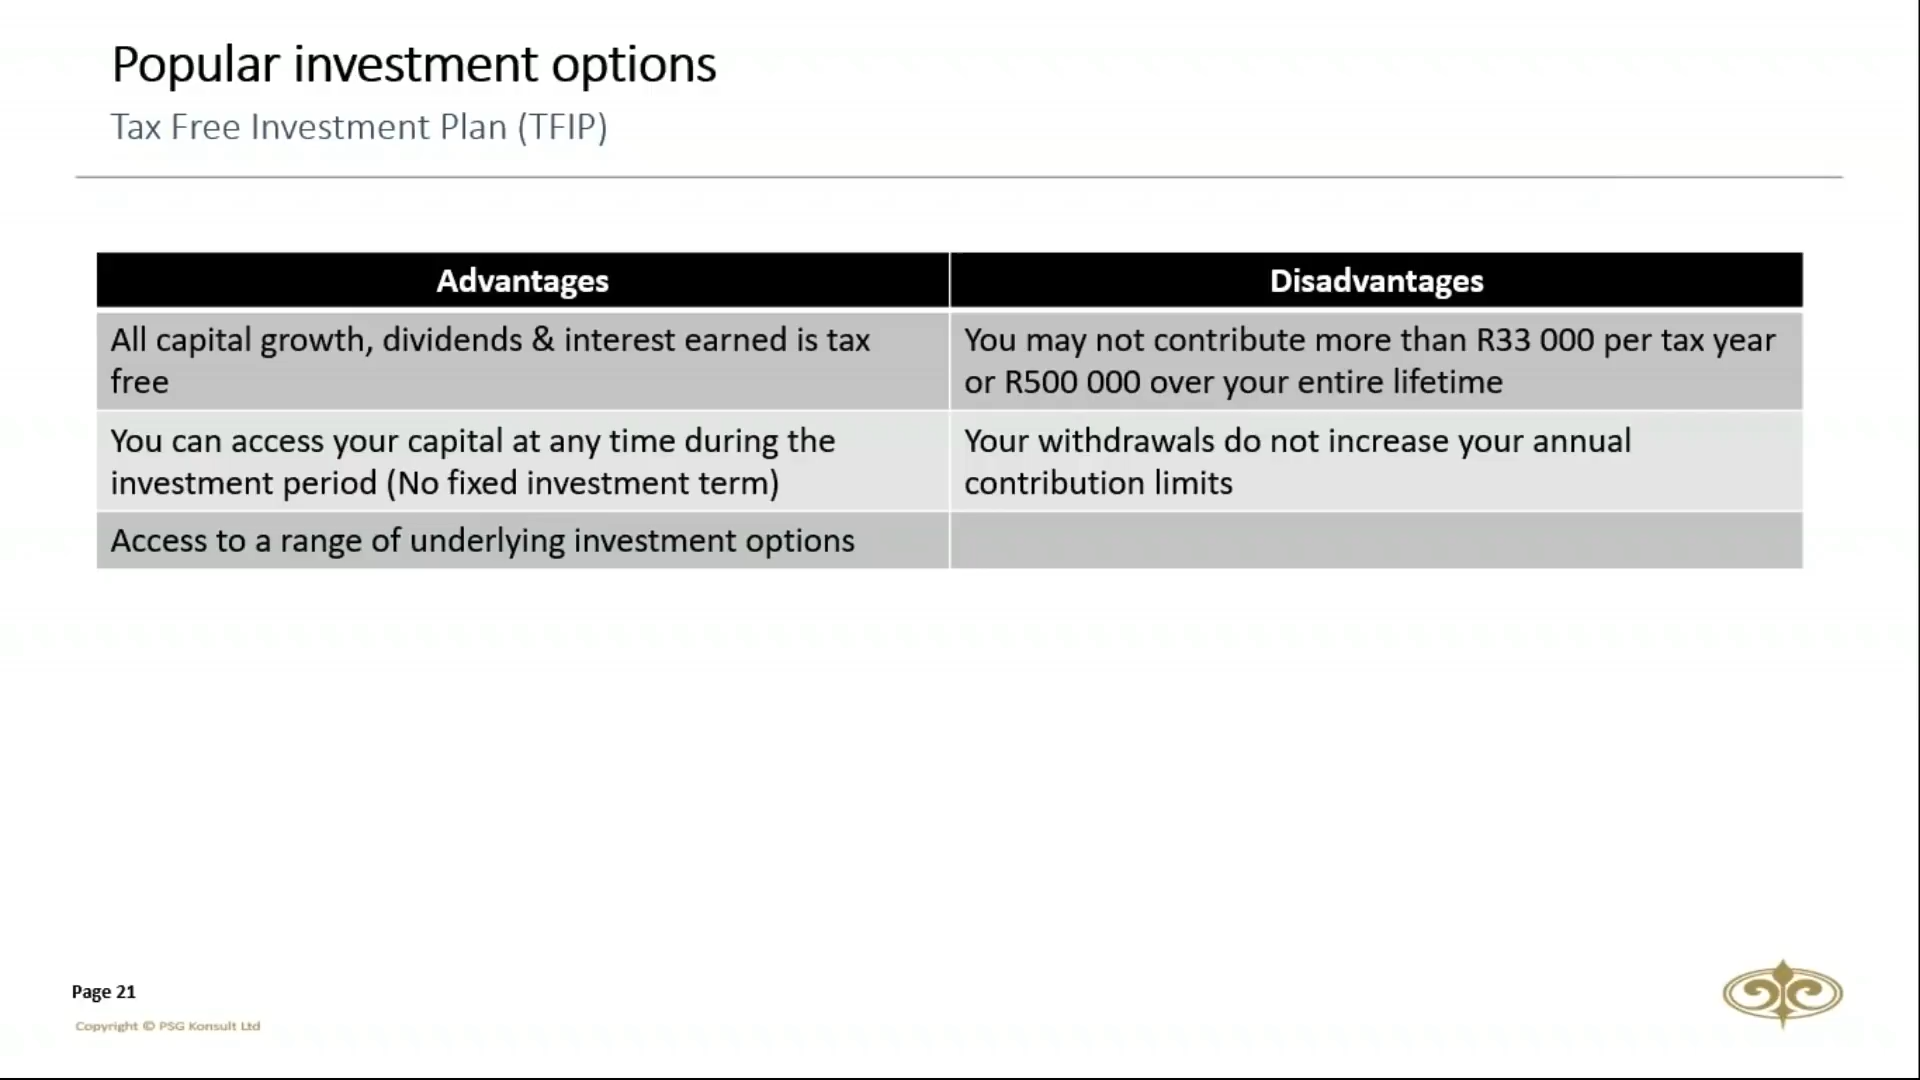 Popular investment options
Tax Free Investment Plan (TFIP)
Advantages
Disadvantages
All capital growth, dividends & interest earned is tax
free
You may not contribute more than R33 000 per tax year
or R500 000 over your entire lifetime
You can access your capital at any time during the
investment period (No fixed investment term)
Your withdrawals do not increase your annual
contribution limits
Access to a range of underlying investment options
Page 21
Copyright © PSG Konsult Ltd